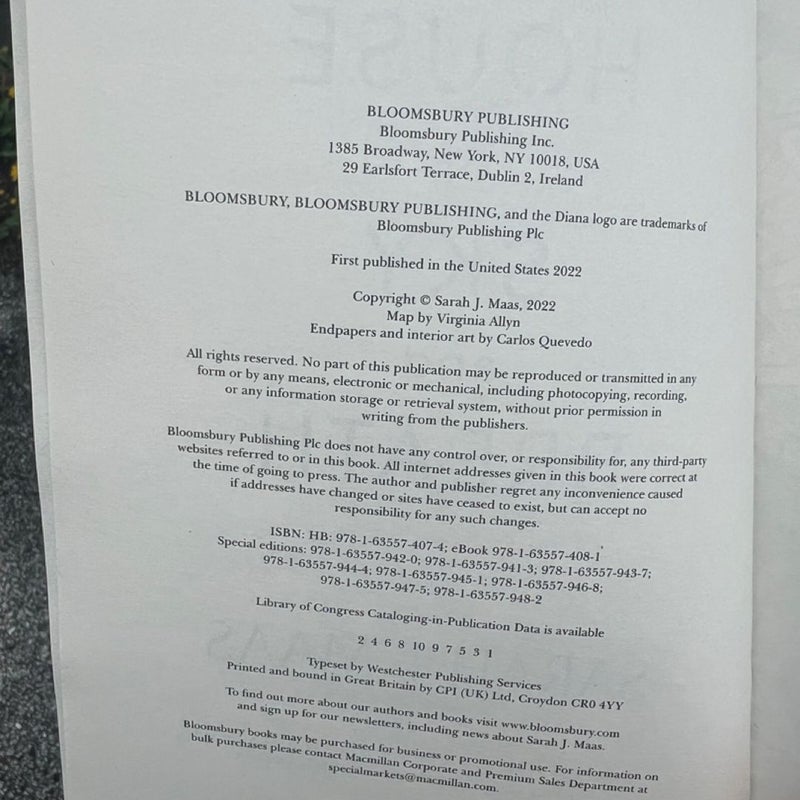 BLOOMSBURY PUBLISHING
Bloomsbury Publishing Inc.
1385 Broadway, New York, NY 10018, USA
29 Earlsfort Terrace, Dublin 2, Ireland
BLOOMSBURY, BLOOMSBURY PUBLISHING, and the Diana logo are trademarks of
Bloomsbury Publishing Plc
First published in the United States 2022
Copyright © Sarah J. Maas, 2022
Map by Virginia Allyn
Endpapers and interior art by Carlos Quevedo
All rights reserved. No part of this publication may be reproduced or transmitted in any
form or by any means, electronic or mechanical, including photocopying, recording,
or any information storage or retrieval system, without prior permission in
writing from the publishers.
Bloomsbury Publishing Plc does not have any control over, or responsibility for, any third-party
websites referred to or in this book. All internet addresses given in this book were correct at
the time of going to press. The author and publisher regret any inconvenience caused
if addresses have changed or sites have ceased to exist, but can accept no
responsibility for any such changes.
ISBN: HB: 978-1-63557-407-4; eBook 978-1-63557-408-1
Special editions: 978-1-63557-942-0; 978-1-63557-941-3; 978-1-63557-943-7;
978-1-63557-944-4; 978-1-63557-945-1; 978-1-63557-946-8;
978-1-63557-947-5; 978-1-63557-948-2
Library of Congress Cataloging-in-Publication Data is available
2 4 6 8 10 9 7 5 3 1
Typeset by Westchester Publishing Services
Printed and bound in Great Britain by CPI (UK) Ltd, Croydon CR0 4YY
To find out more about our authors and books visit www.bloomsbury.com
and sign up for our newsletters, including news about Sarah J. Maas.
Bloomsbury books may be purchased for business or promotional use. For information on
bulk purchases please contact Macmillan Corporate and Premium Sales Department at
specialmarkets@macmillan.com.